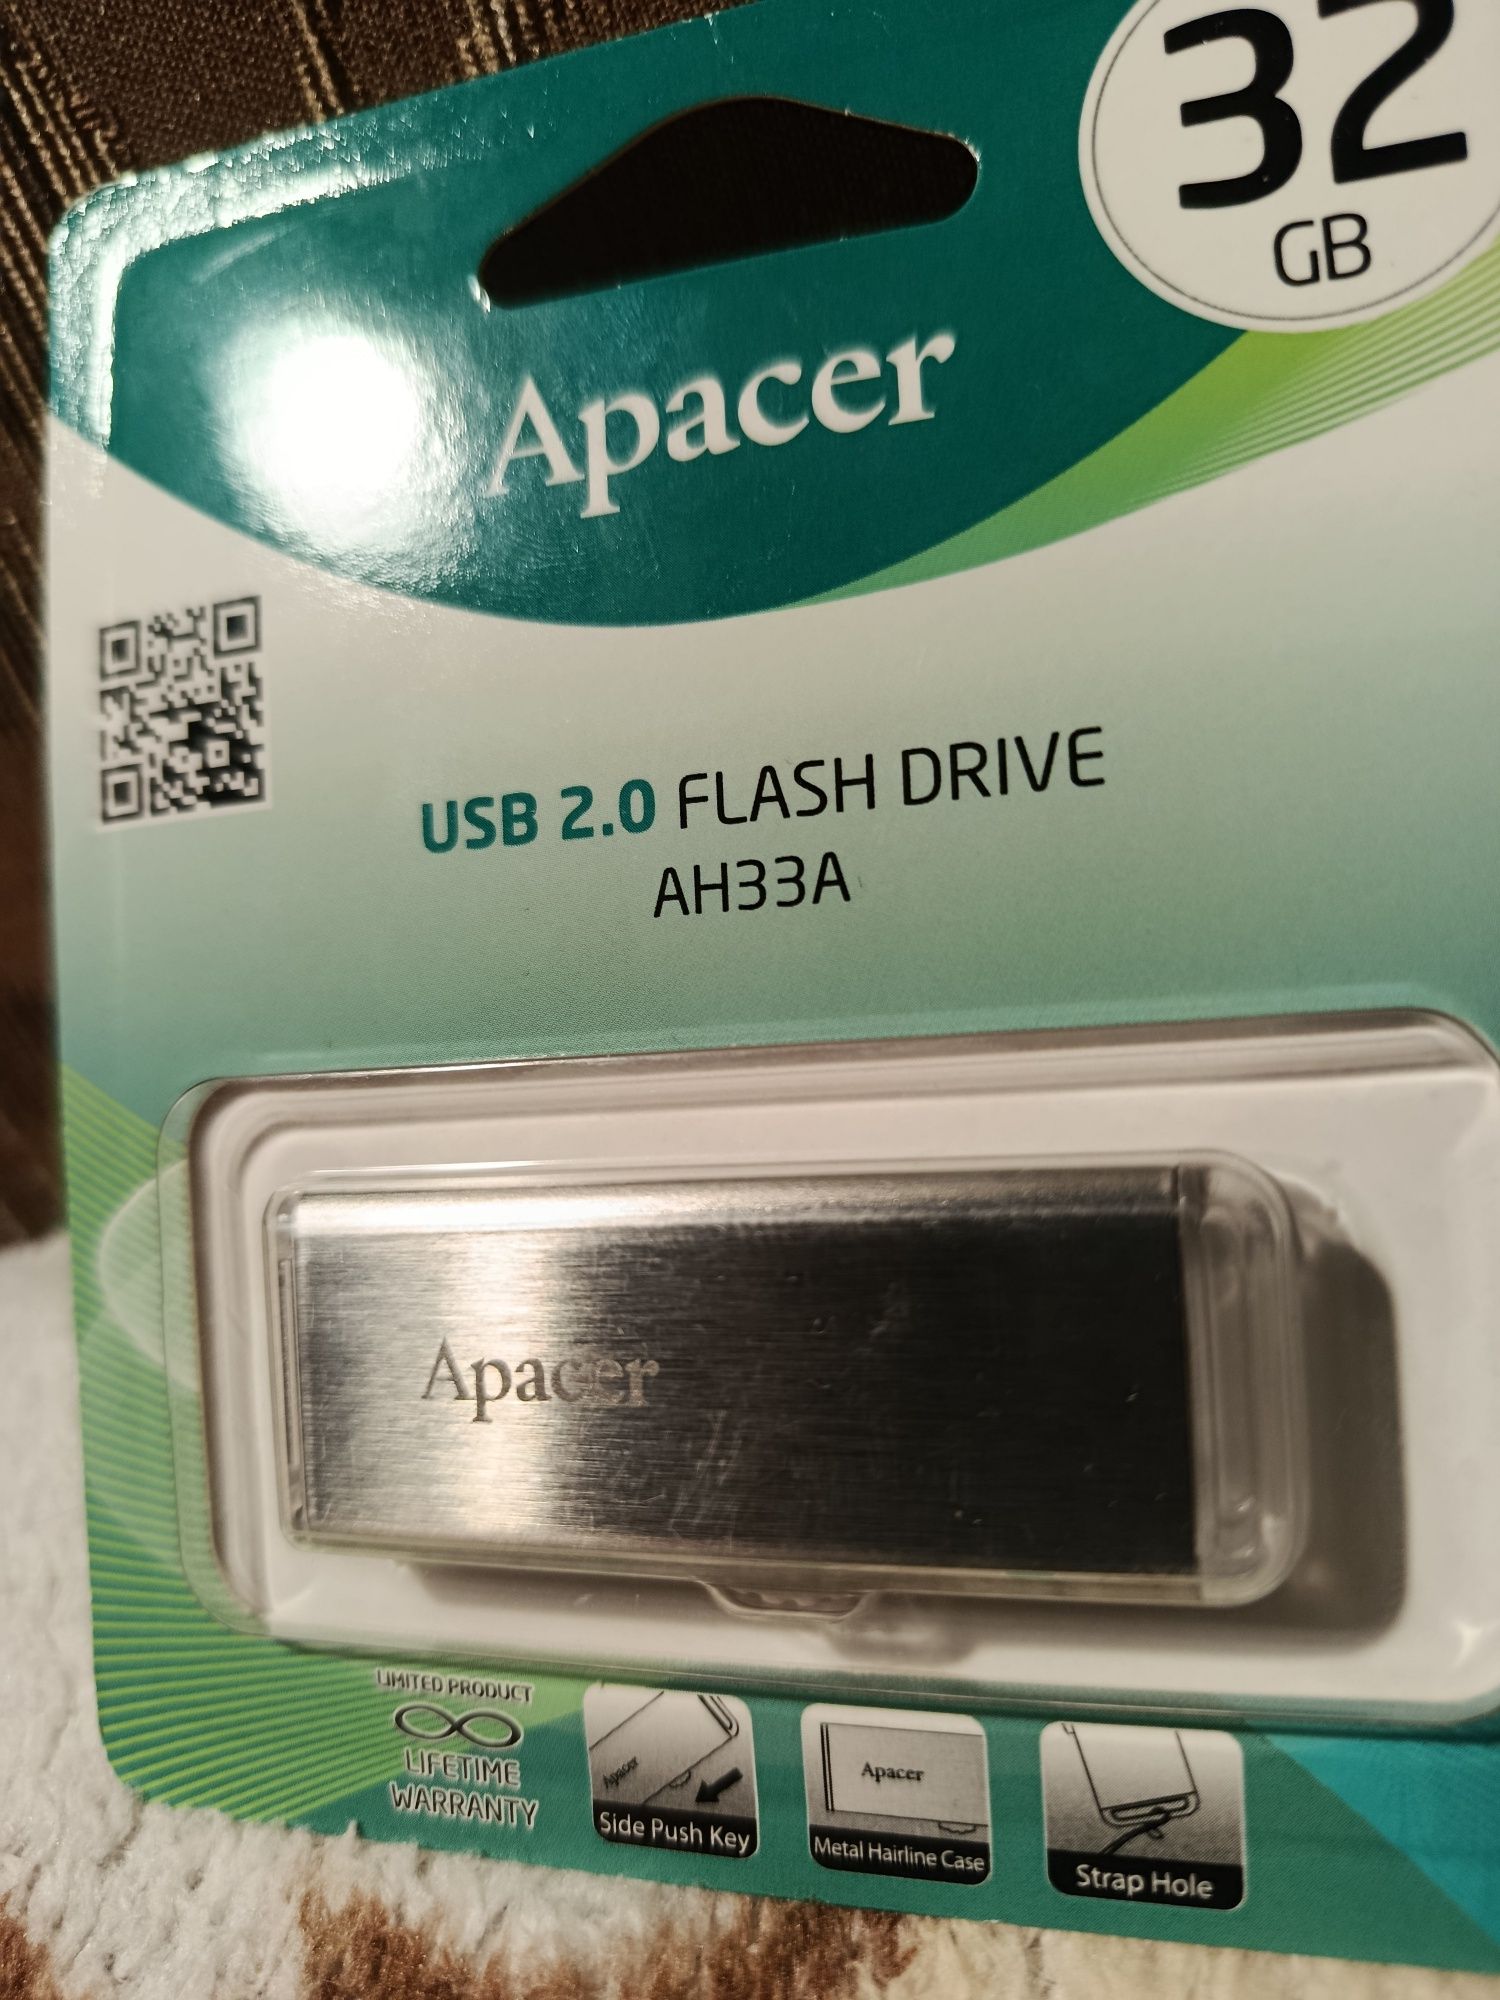 32
GB
Apacer
USB 2.0 FLASH DRIVE
AH33A
Apacer
LIMITED PRODUCT
LIFETIME
WARRANTY
Apacer
Side Push Key
Apacer
Metal Hairline Case
Strap Hole